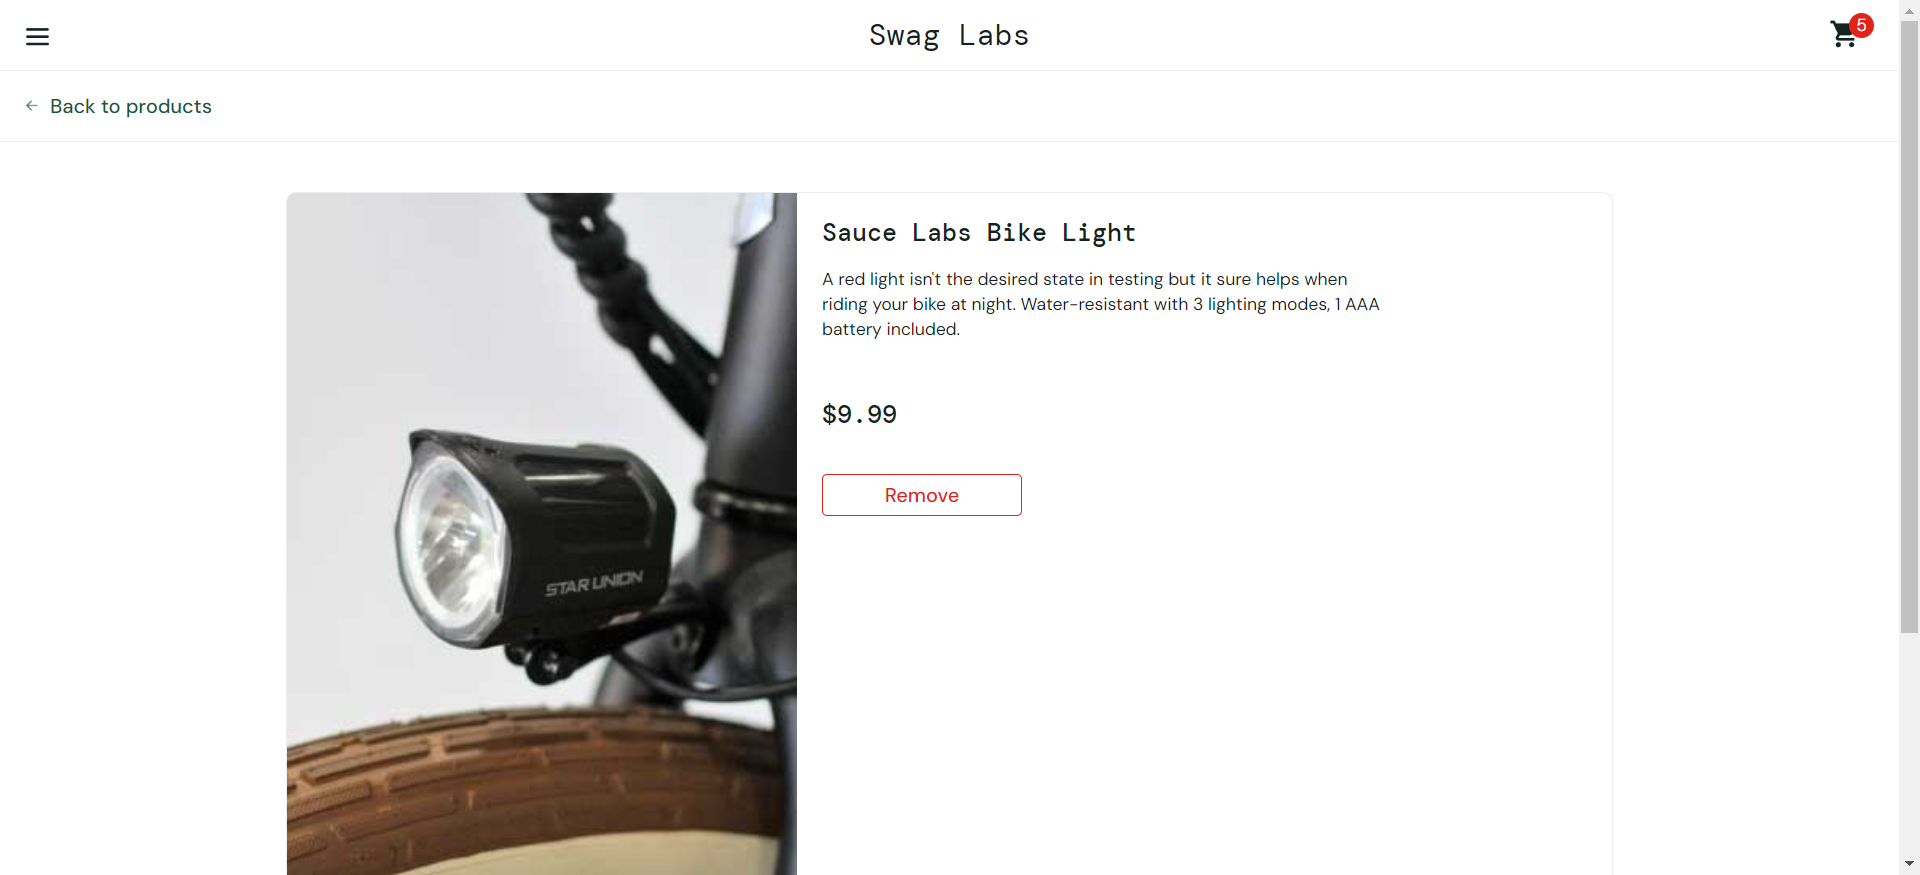 Swag Labs
5
Back to products
Sauce Labs Bike Light
A red light isn't the desired state in testing but it sure helps when
riding your bike at night. Water-resistant with 3 lighting modes, 1 AAA
battery included.
$9.99
Remove
STAR UNION